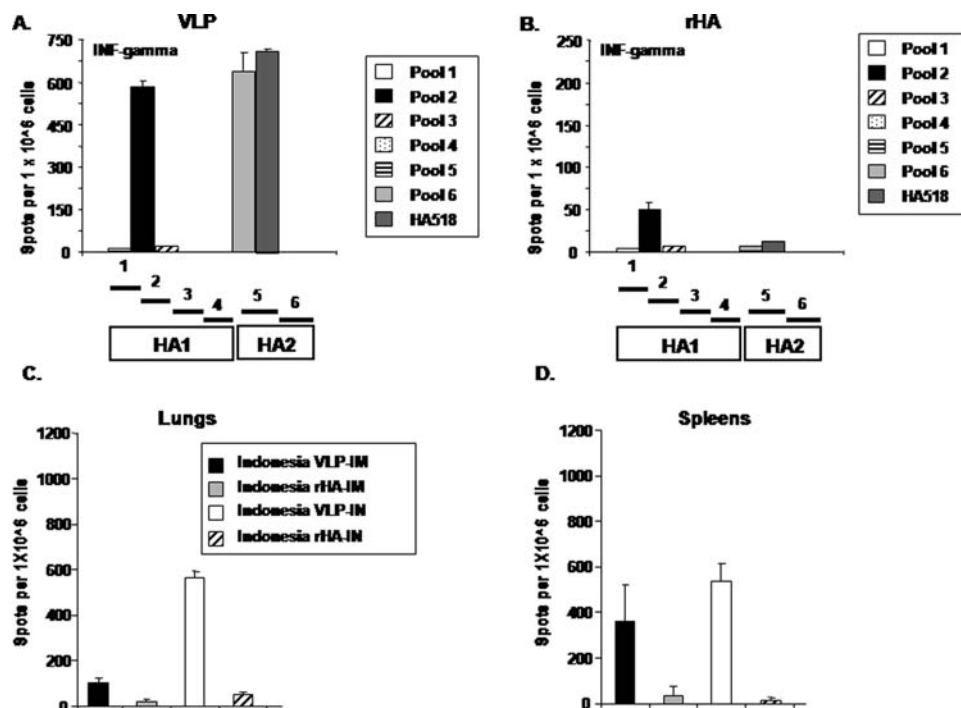 A.
VLP
INF-gamma
Spots per 1 x 10^6 cells
750
600
450
300
150
0
Pool 1
Pool 2
Pool 3
Pool 4
Pool 5
Pool 6
HA518
1
2
3
4
5
6
HA1
HA2
B.
rHA
INF-gamma
Spots per 1 x 10^6 cells
250
200
150
100
50
0
Pool 1
Pool 2
Pool 3
Pool 4
Pool 5
Pool 6
HA518
1
2
3
4
5
6
HA1
HA2
C.
Lungs
Spots per 1X10^6 cells
1200
1000
800
600
400
200
0
Indonesia VLP-IM
Indonesia rHA-IM
Indonesia VLP-IN
Indonesia rHA-IN
D.
Spleens
Spots per 1X10^6 cells
1200
1000
800
600
400
200
0